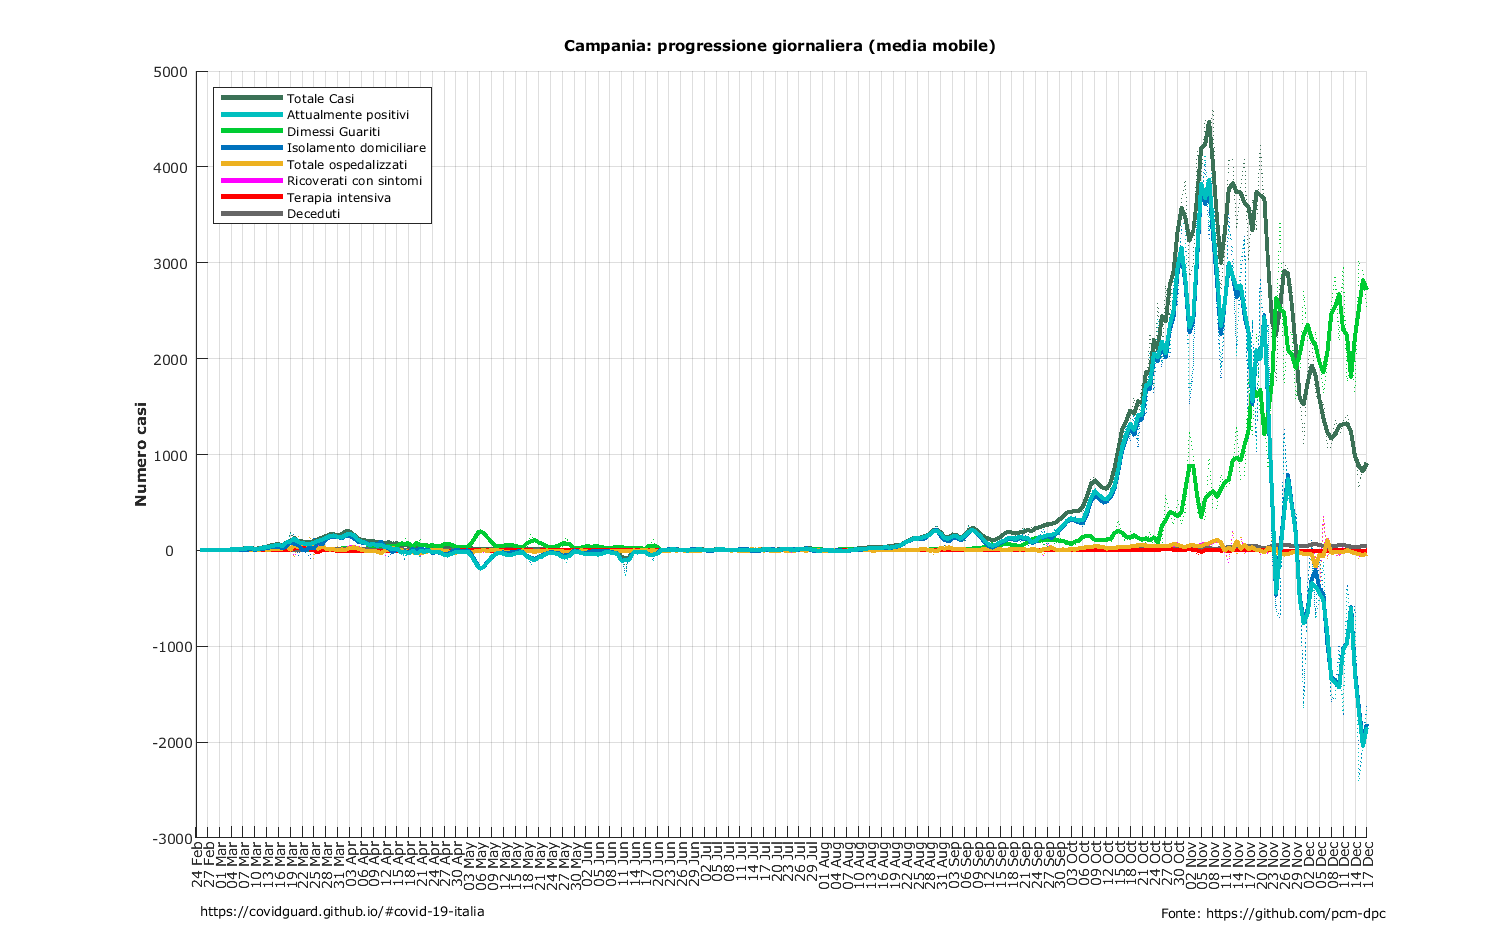 Campania: progressione giornaliera (media mobile)
Totale Casi
Attualmente positivi
Dimessi Guariti
Isolamento domiciliare
Totale ospedalizzati
Ricoverati con sintomi
Terapia intensiva
Deceduti
Numero casi
5000
4000
3000
2000
1000
0
-1000
-2000
-3000
24 Feb
27 Feb
01 Mar
04 Mar
07 Mar
10 Mar
13 Mar
16 Mar
19 Mar
22 Mar
25 Mar
28 Mar
31 Mar
03 Apr
06 Apr
09 Apr
12 Apr
15 Apr
18 Apr
21 Apr
24 Apr
27 Apr
30 Apr
03 May
06 May
09 May
12 May
15 May
18 May
21 May
24 May
27 May
30 May
02 Jun
05 Jun
08 Jun
11 Jun
14 Jun
17 Jun
20 Jun
23 Jun
26 Jun
29 Jun
02 Jul
05 Jul
08 Jul
11 Jul
14 Jul
17 Jul
20 Jul
23 Jul
26 Jul
29 Jul
01 Aug
04 Aug
07 Aug
10 Aug
13 Aug
16 Aug
19 Aug
22 Aug
25 Aug
28 Aug
31 Aug
03 Sep
06 Sep
09 Sep
12 Sep
15 Sep
18 Sep
21 Sep
24 Sep
27 Sep
30 Sep
03 Oct
06 Oct
09 Oct
12 Oct
15 Oct
18 Oct
21 Oct
24 Oct
27 Oct
30 Oct
02 Nov
05 Nov
08 Nov
11 Nov
14 Nov
17 Nov
20 Nov
23 Nov
26 Nov
29 Nov
02 Dec
05 Dec
08 Dec
11 Dec
14 Dec
17 Dec
https://covidguard.github.io/#covid-19-italia
Fonte: https://github.com/pcm-dpc